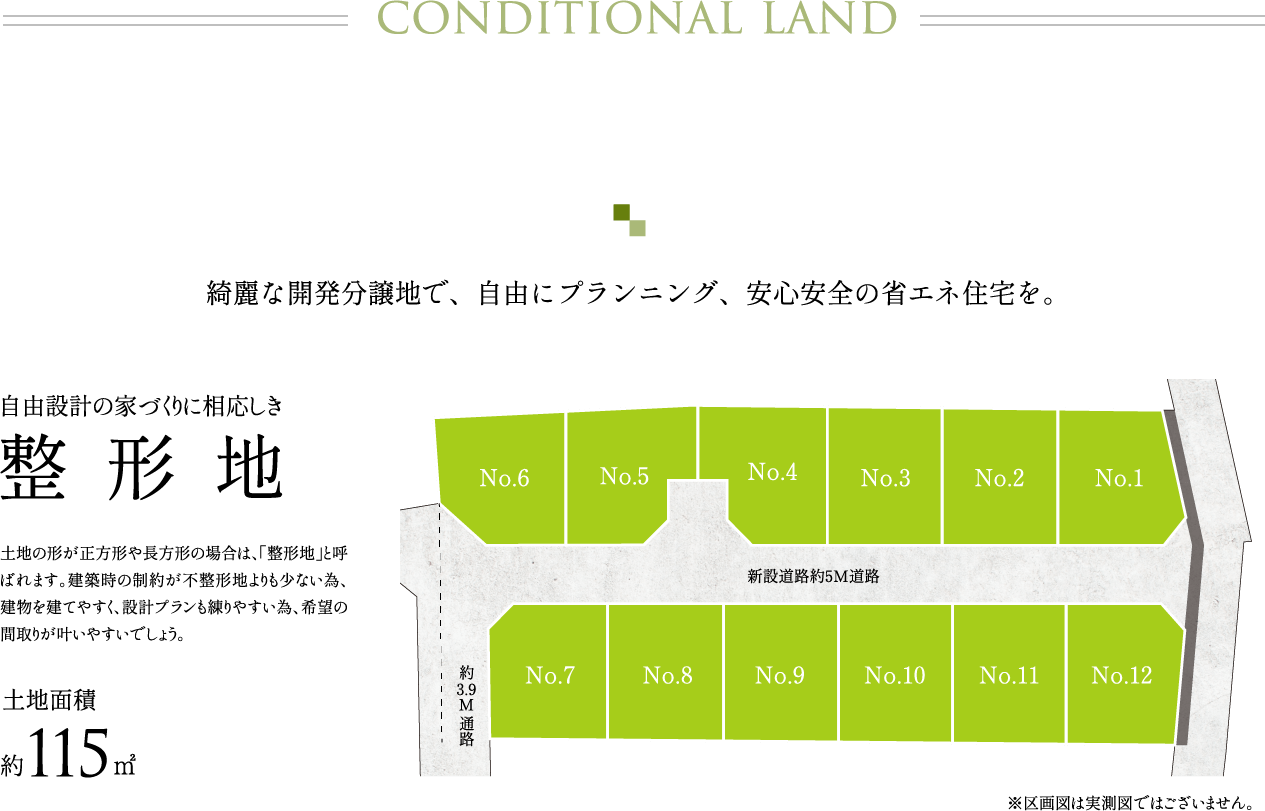 CONDITIONAL LAND
綺麗な開発分譲地で、自由にプランニング、安心安全の省エネ住宅を。
自由設計の家づくりに相応しき
整形地
土地の形が正方形や長方形の場合は、「整形地」と呼
ばれます。建築時の制約が不整形地よりも少ない為、
建物を建てやすく、設計プランも練りやすい為、希望の
間取りが叶いやすいでしょう。
土地面積
約115㎡
No.6
No.5
No.4
No.3
No.2
No.1
新設道路約5M道路
約3.9M通路
No.7
No.8
No.9
No.10
No.11
No.12
※区画図は実測図ではございません。